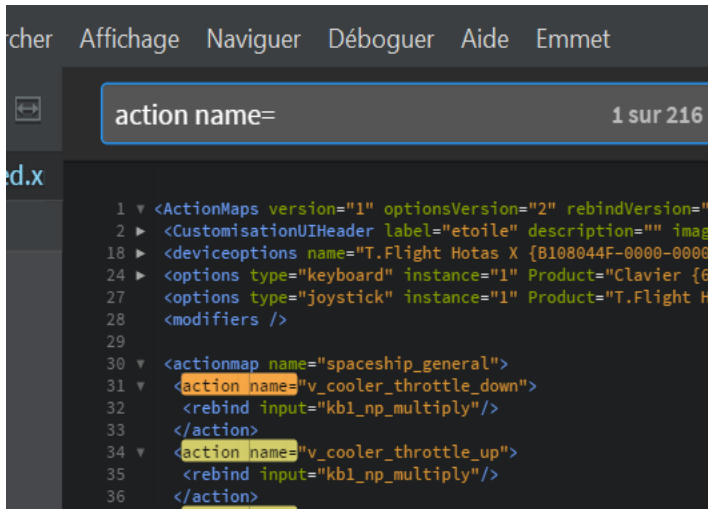 rcher Affichage Naviguer Déboguer Aide Emmet
action name= 1 sur 216
ed.x
1 <ActionMaps version="1" optionsVersion="2" rebindVersion="
2 <CustomisationUIHeader label="etoile" description="" imag
18 <deviceoptions name="T.Flight Hotas X {B108044F-0000-0000
24 <options type="keyboard" instance="1" Product="Clavier {6
27 <options type="joystick" instance="1" Product="T.Flight H
28 <modifiers />
29
30 <actionmap name="spaceship_general">
31 <action name="v_cooler_throttle_down">
32 <rebind input="kb1_np_multiply"/>
33 </action>
34 <action name="v_cooler_throttle_up">
35 <rebind input="kb1_np_multiply"/>
36 </action>